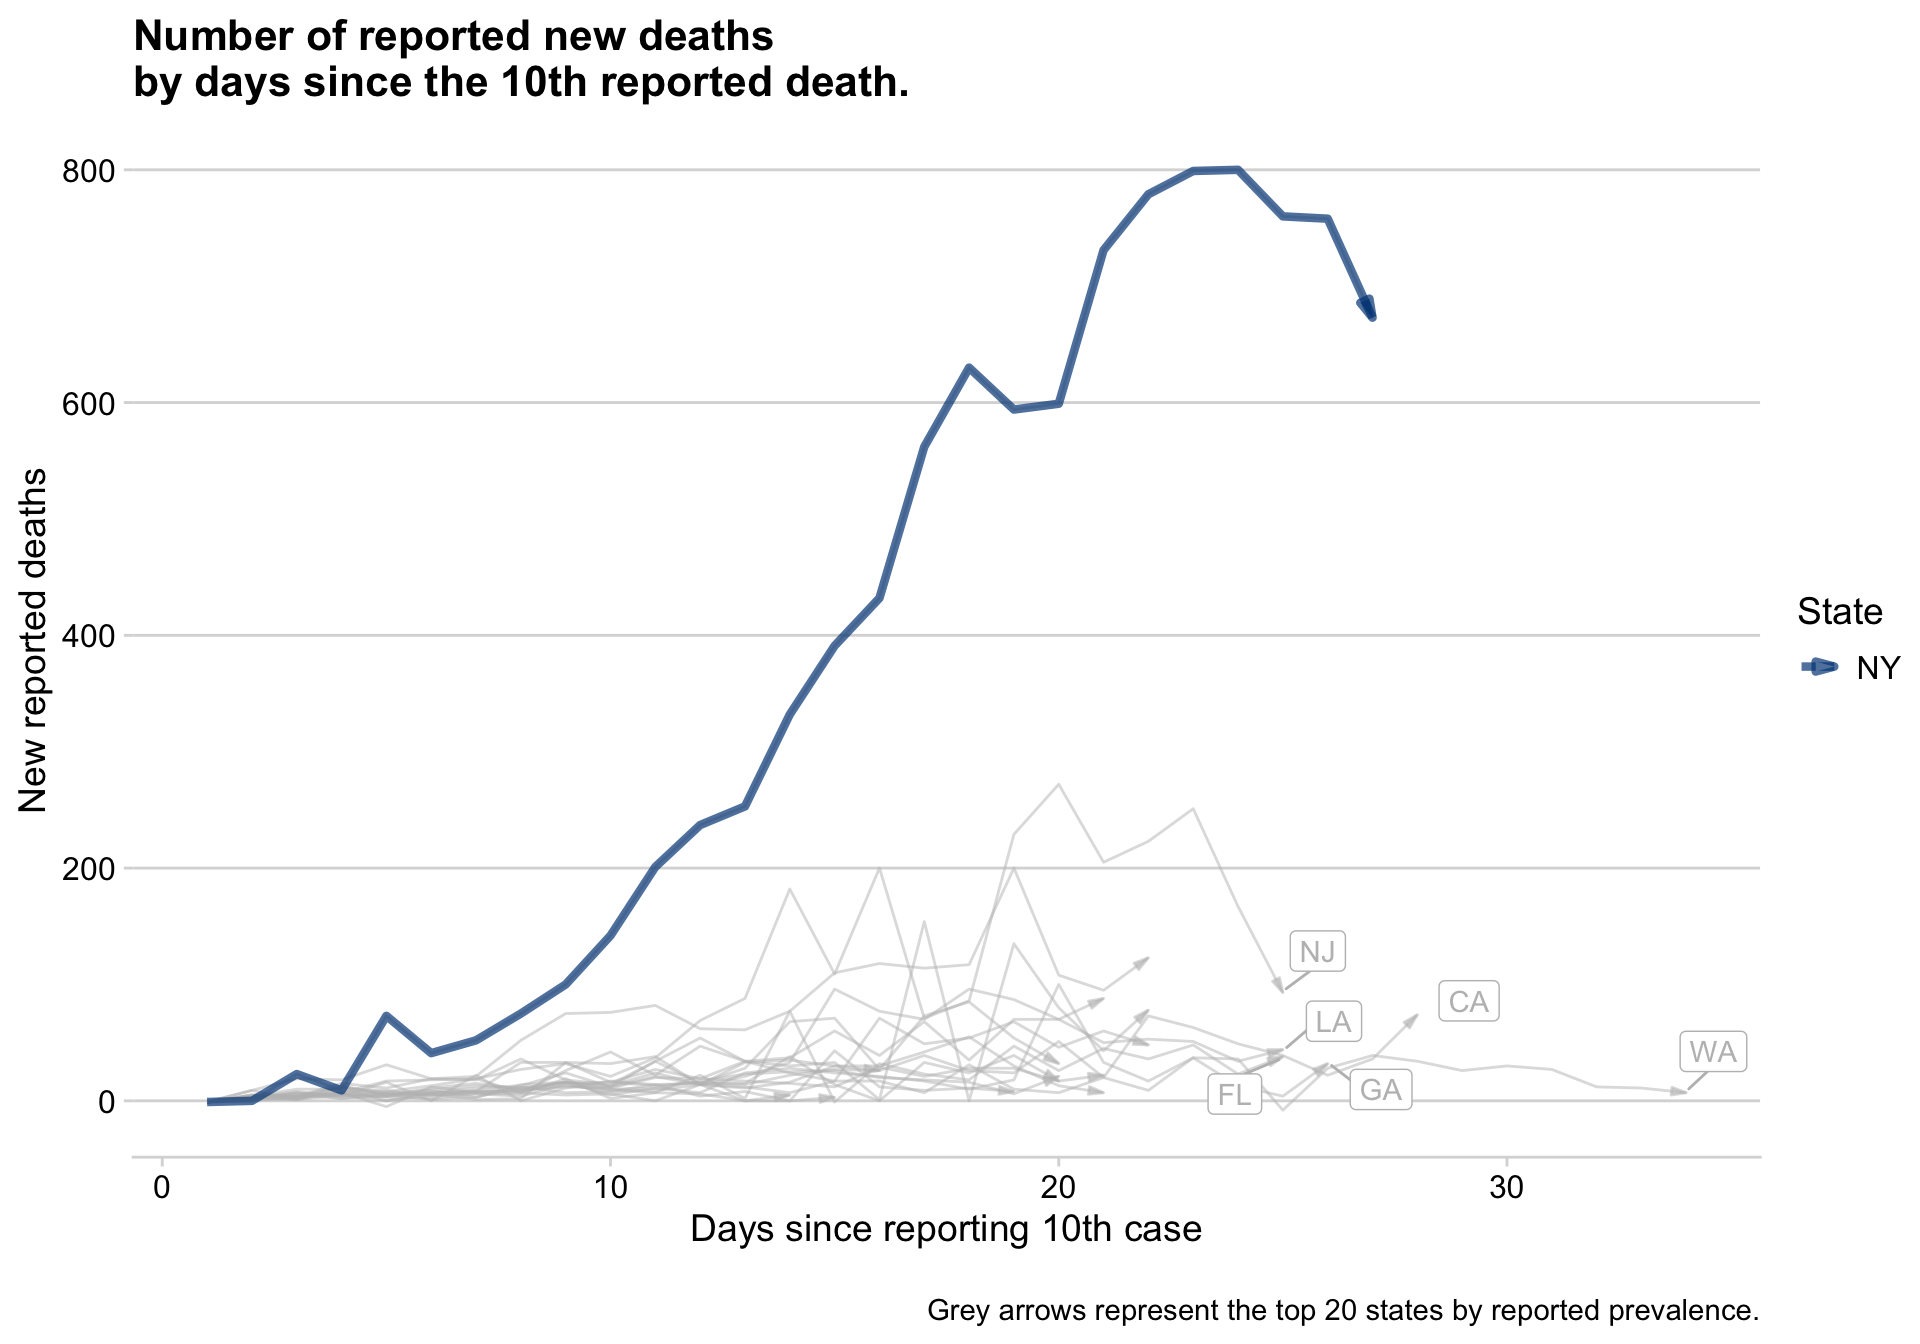 Number of reported new deaths
by days since the 10th reported death.
800
600
400
200
0
New reported deaths
NJ
CA
LA
WA
FL
GA
State
NY
0
10
20
30
Days since reporting 10th case
Grey arrows represent the top 20 states by reported prevalence.